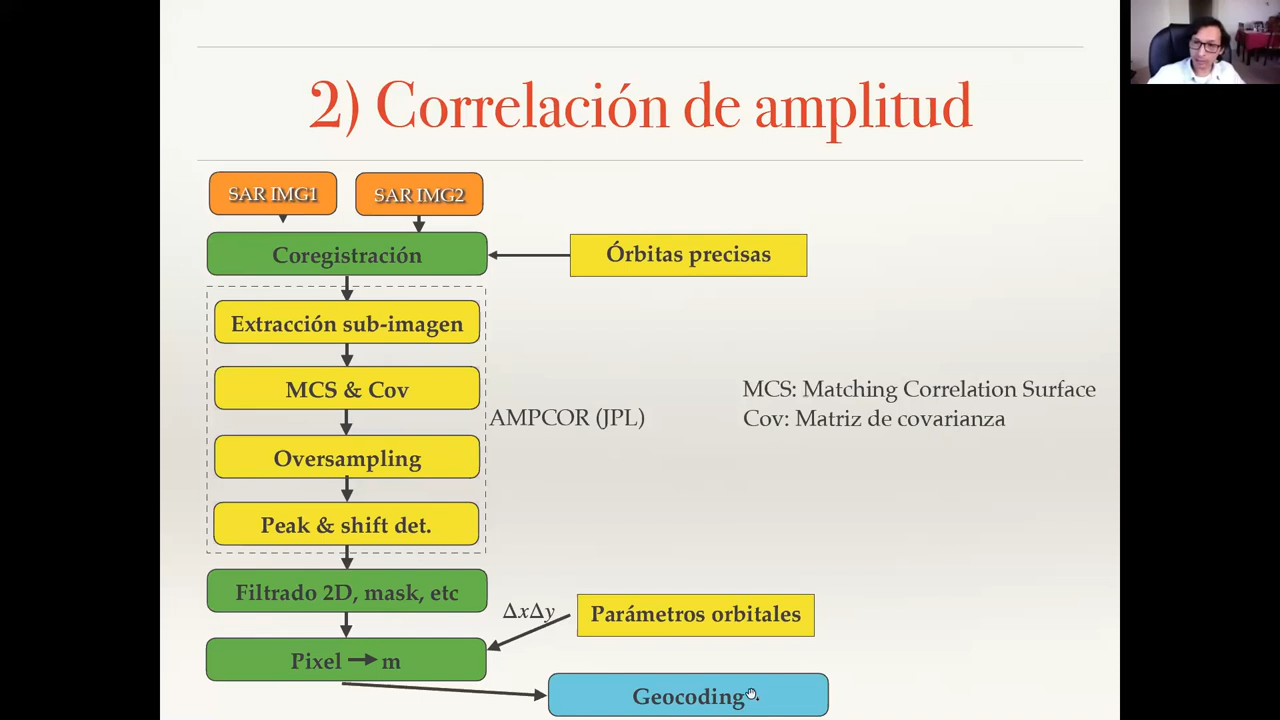 2) Correlación de amplitud
SAR IMG1
SAR IMG2
Coregistración
Órbitas precisas
Extracción sub-imagen
MCS & Cov
MCS: Matching Correlation Surface
Cov: Matriz de covarianza
AMPCOR (JPL)
Oversampling
Peak & shift det.
Filtrado 2D, mask, etc
ΔxΔy
Parámetros orbitales
Pixel → m
Geocoding